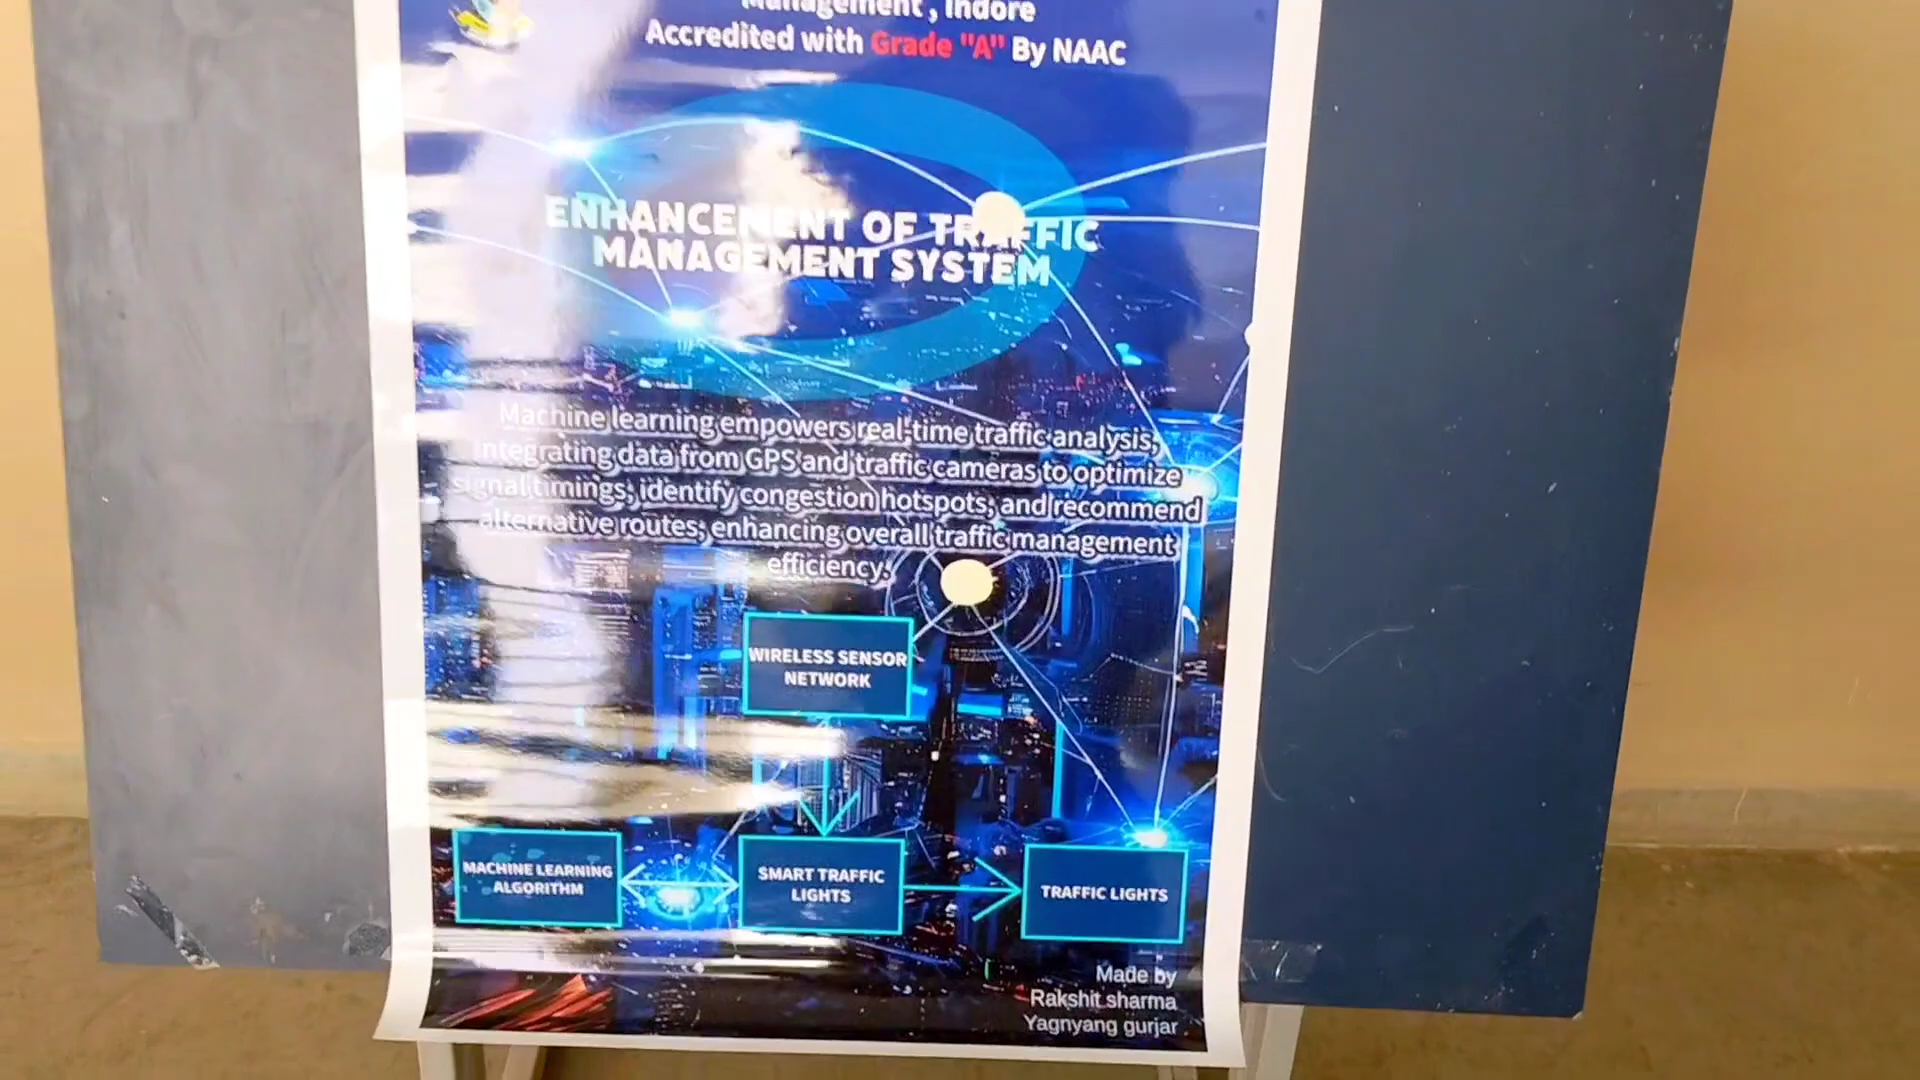 Management, Indore
Accredited with Grade "A" By NAAC
ENHANCEMENT OF TRAFFIC
MANAGEMENT SYSTEM
Machine learning empowers real-time traffic analysis,
integrating data from GPS and traffic cameras to optimize
signal timings, identify congestion hotspots, and recommend
alternative routes, enhancing overall traffic management
efficiency.
WIRELESS SENSOR
NETWORK
MACHINE LEARNING
ALGORITHM
SMART TRAFFIC
LIGHTS
TRAFFIC LIGHTS
Made by
Rakshit sharma
Yagnyang gurjar